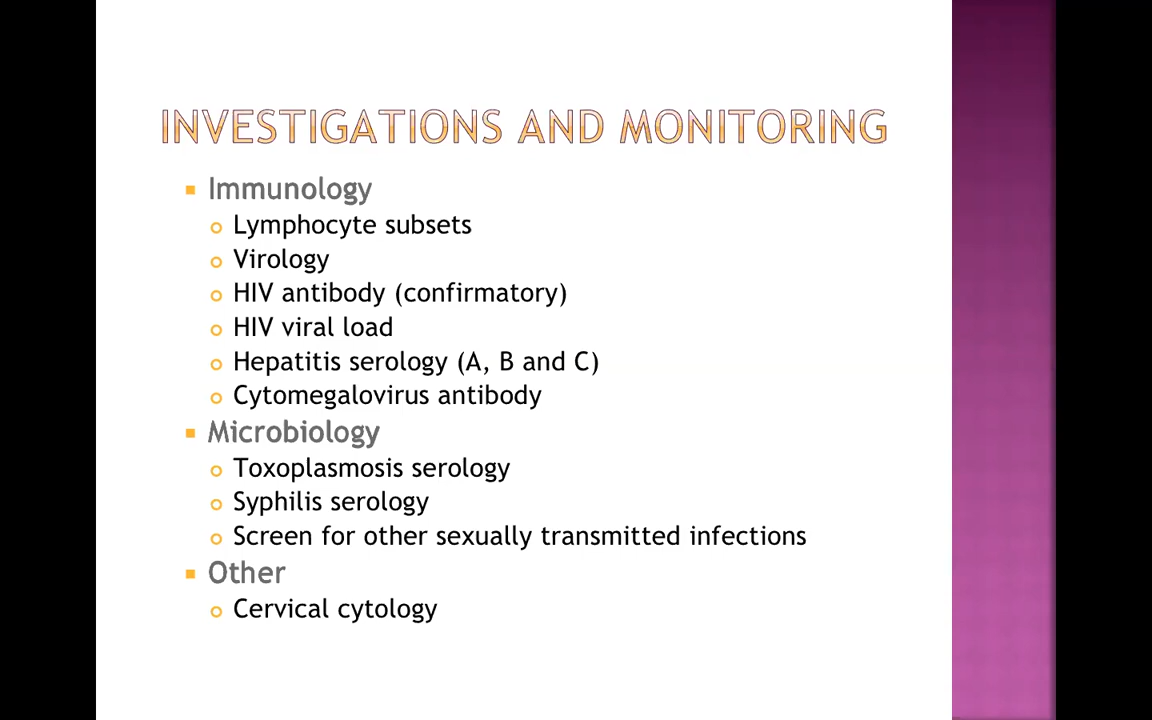 INVESTIGATIONS AND MONITORING
Immunology
Lymphocyte subsets
Virology
HIV antibody (confirmatory)
HIV viral load
Hepatitis serology (A, B and C)
Cytomegalovirus antibody
Microbiology
Toxoplasmosis serology
Syphilis serology
Screen for other sexually transmitted infections
Other
Cervical cytology